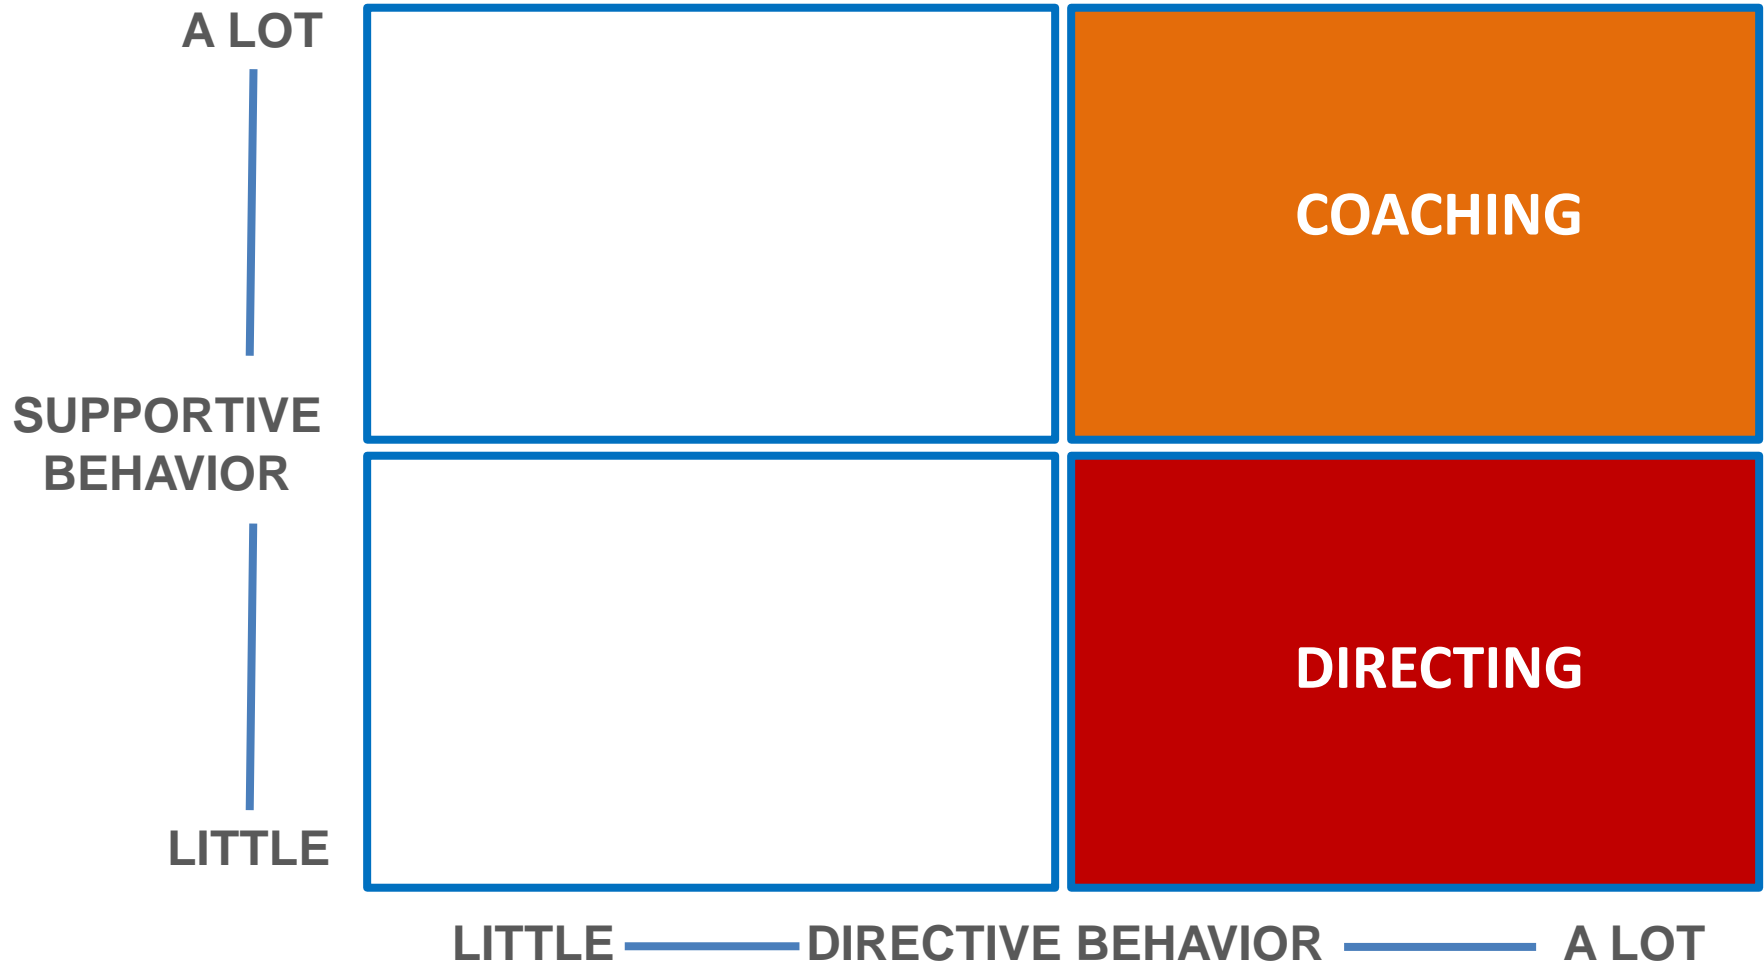 A LOT
COACHING
SUPPORTIVE
BEHAVIOR
DIRECTING
LITTLE
LITTLE DIRECTIVE BEHAVIOR A LOT